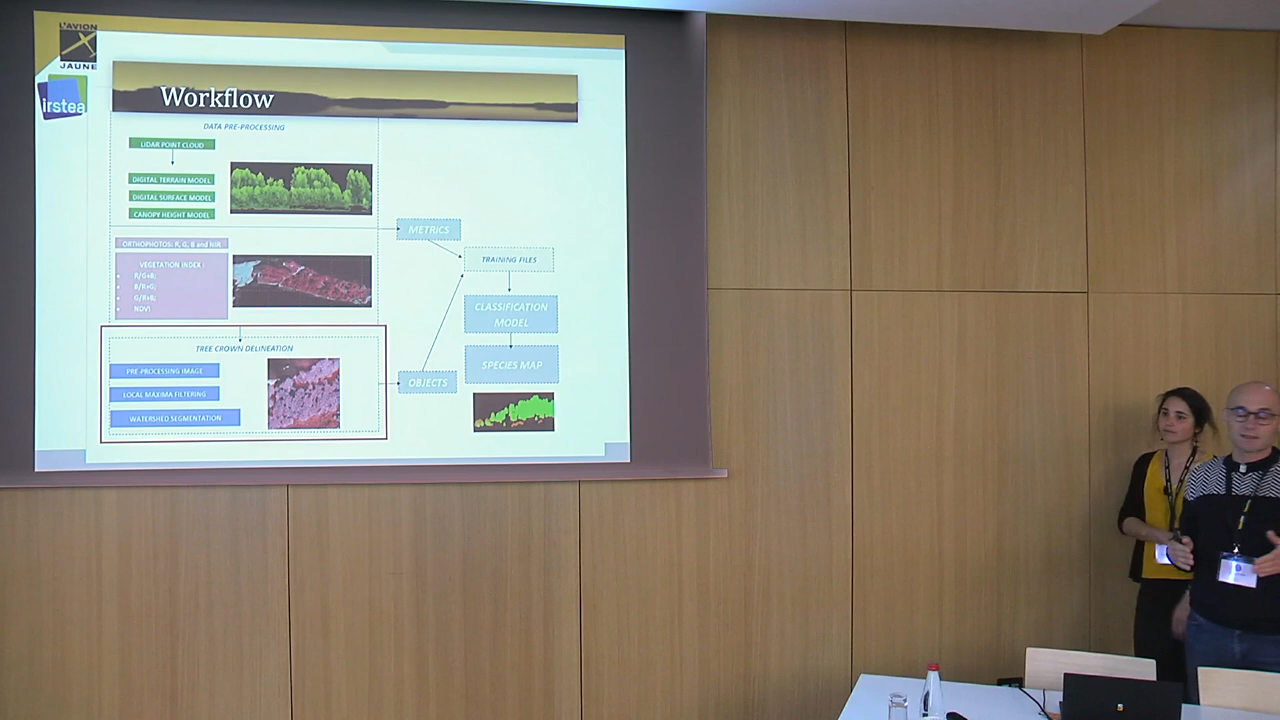 L'AVION
JAUNE
irstea
Workflow
DATA PRE-PROCESSING
LIDAR POINT CLOUD
DIGITAL TERRAIN MODEL
DIGITAL SURFACE MODEL
CANOPY HEIGHT MODEL
ORTHOPHOTOS: R, G, B and NIR
VEGETATION INDEX :
R/G+B;
B/R+G;
G/R+B;
NDVI
TREE CROWN DELINEATION
PRE-PROCESSING IMAGE
LOCAL MAXIMA FILTERING
WATERSHED SEGMENTATION
METRICS
OBJECTS
TRAINING FILES
CLASSIFICATION
MODEL
SPECIES MAP